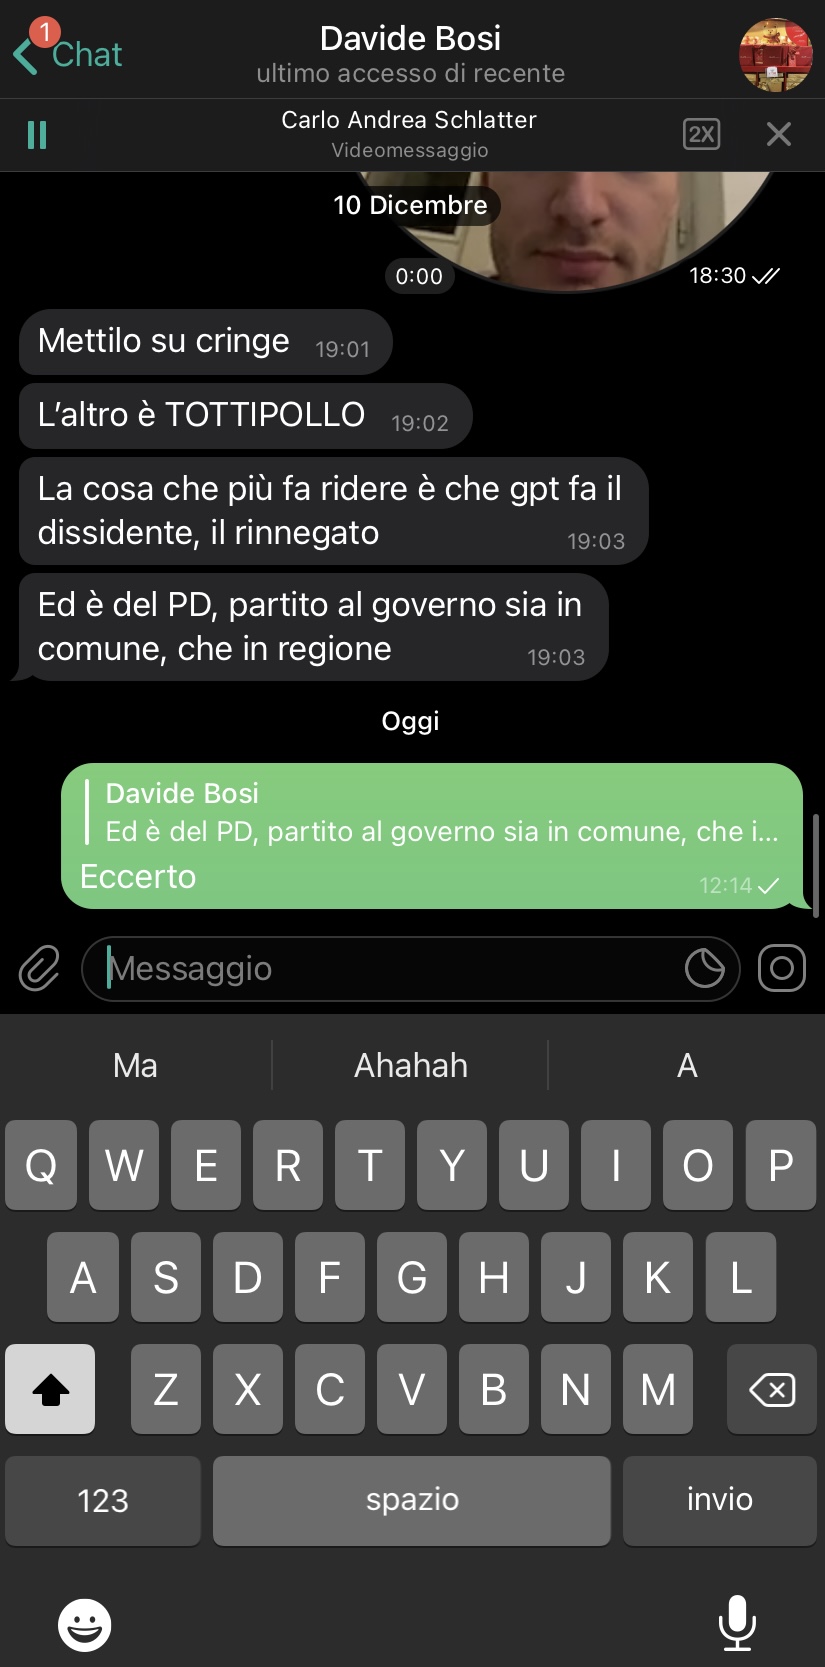 1
Chat
Davide Bosi
ultimo accesso di recente
Carlo Andrea Schlatter
Videomessaggio
2X
10 Dicembre
0:00
18:30
Mettilo su cringe 19:01
L'altro è TOTTIPOLLO 19:02
La cosa che più fa ridere è che gpt fa il
dissidente, il rinnegato 19:03
Ed è del PD, partito al governo sia in
comune, che in regione 19:03
Oggi
Davide Bosi
Ed è del PD, partito al governo sia in comune, che i...
Eccerto 12:14
Messaggio
Ma Ahahah A
Q W E R T Y U I O P
A S D F G H J K L
Z X C V B N M
123 spazio invio